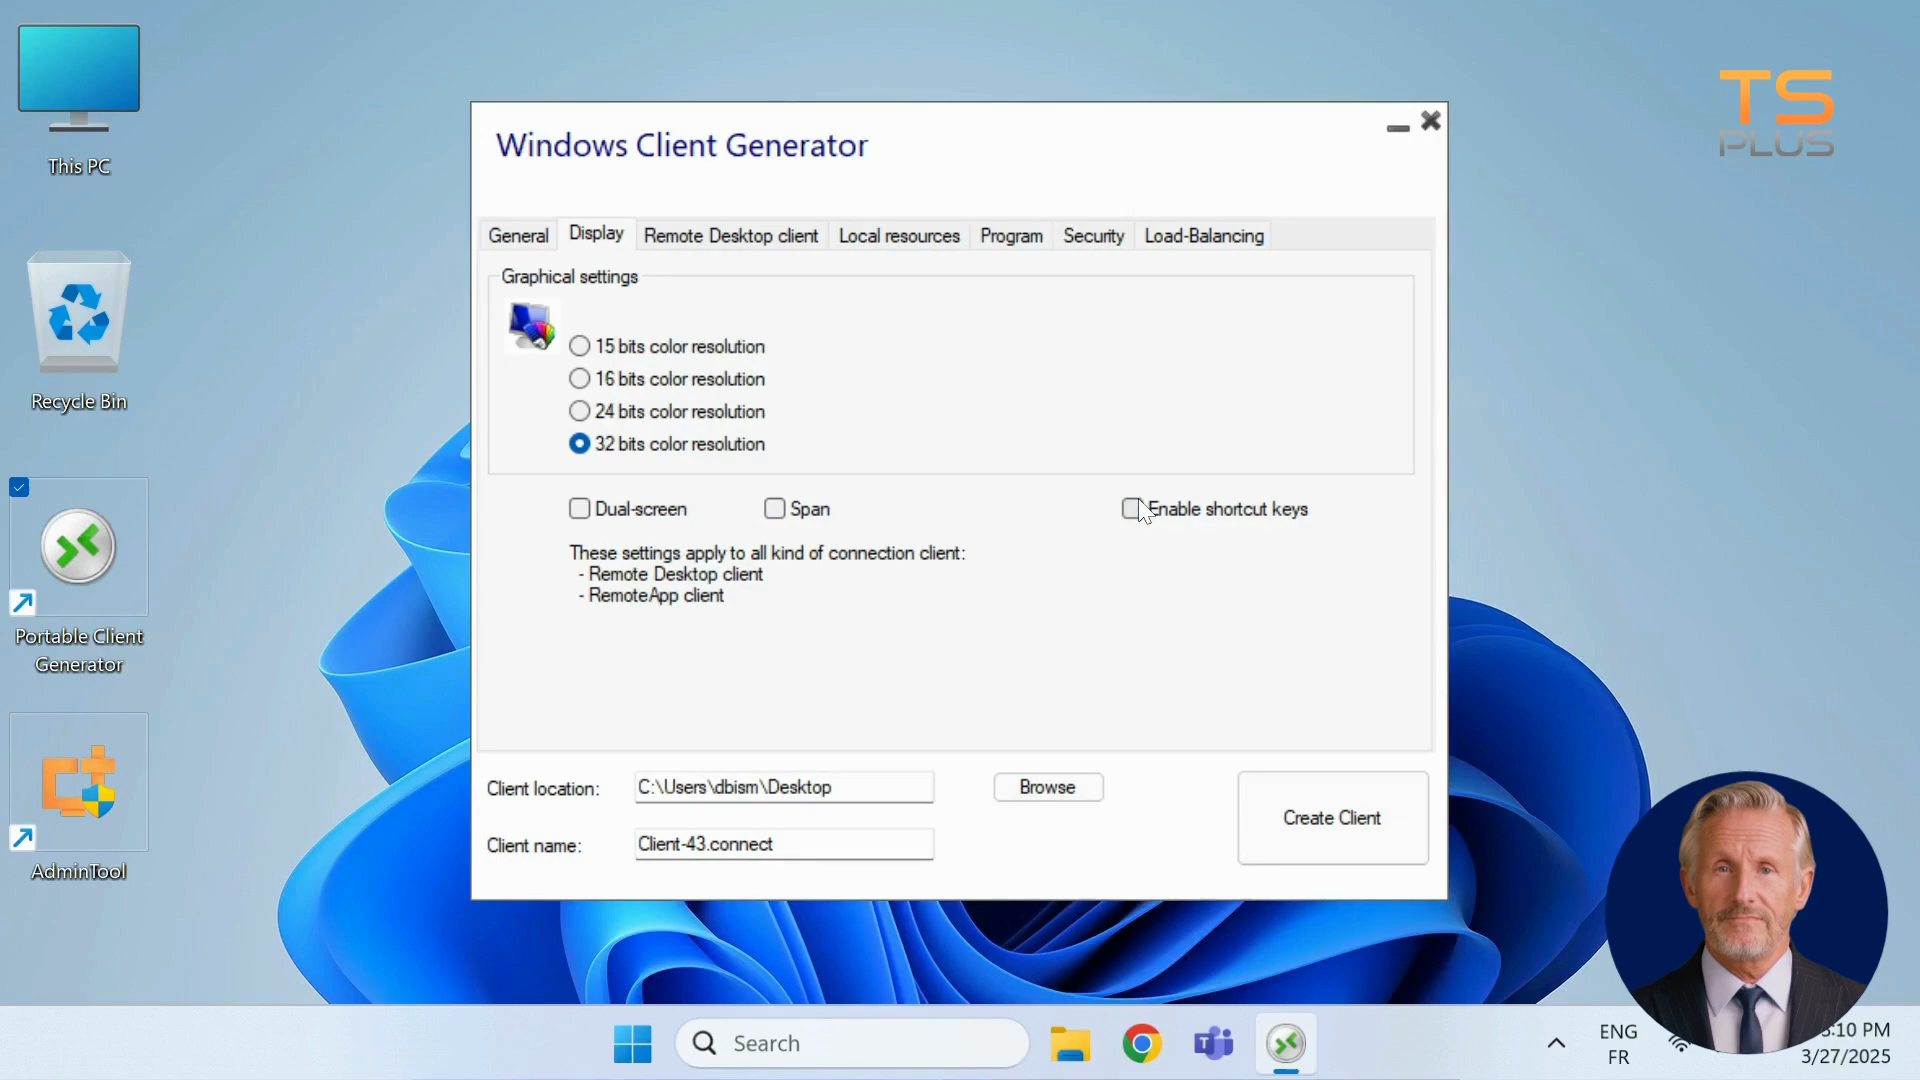 This PC
Recycle Bin
Portable Client
Generator
AdminTool
TS
PLUS
Windows Client Generator
General
Display
Remote Desktop client
Local resources
Program
Security
Load-Balancing
Graphical settings
15 bits color resolution
16 bits color resolution
24 bits color resolution
32 bits color resolution
Dual-screen
Span
Enable shortcut keys
These settings apply to all kind of connection client:
- Remote Desktop client
- RemoteApp client
Client location:
C:\Users\dbism\Desktop
Browse
Client name:
Client-43.connect
Create Client
Search
ENG
FR
:10 PM
3/27/2025